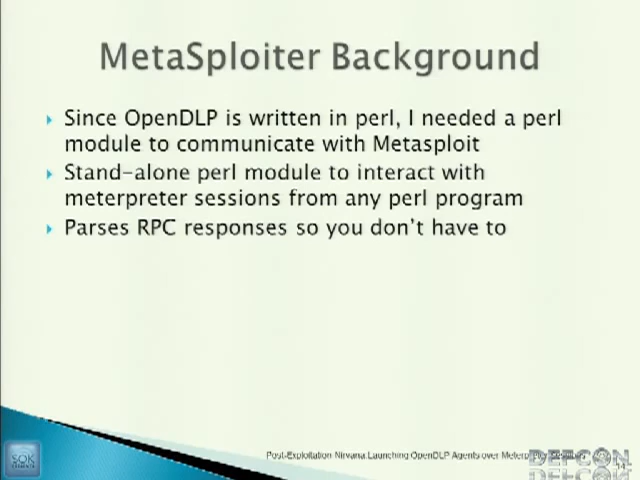 MetaSploiter Background
Since OpenDLP is written in perl, I needed a perl
module to communicate with Metasploit
Stand-alone perl module to interact with
meterpreter sessions from any perl program
Parses RPC responses so you don't have to
Post-Exploitation Nirvana: Launching OpenDLP Agents over
DEFCON
SOK